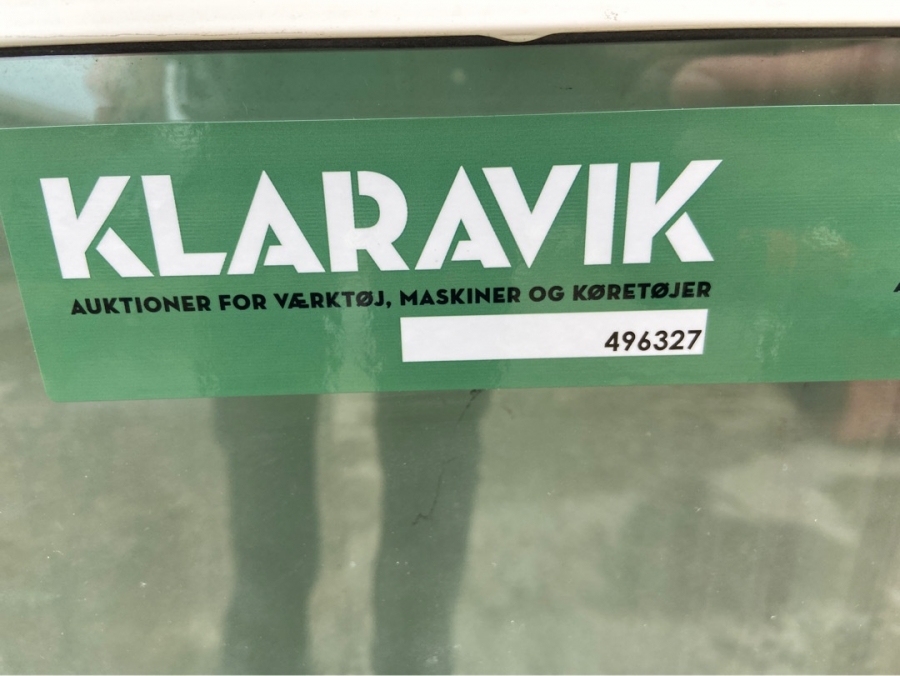 KLARAVIK
AUKTIONER FOR VÆRKTØJ, MASKINER OG KØRETØJER
496327